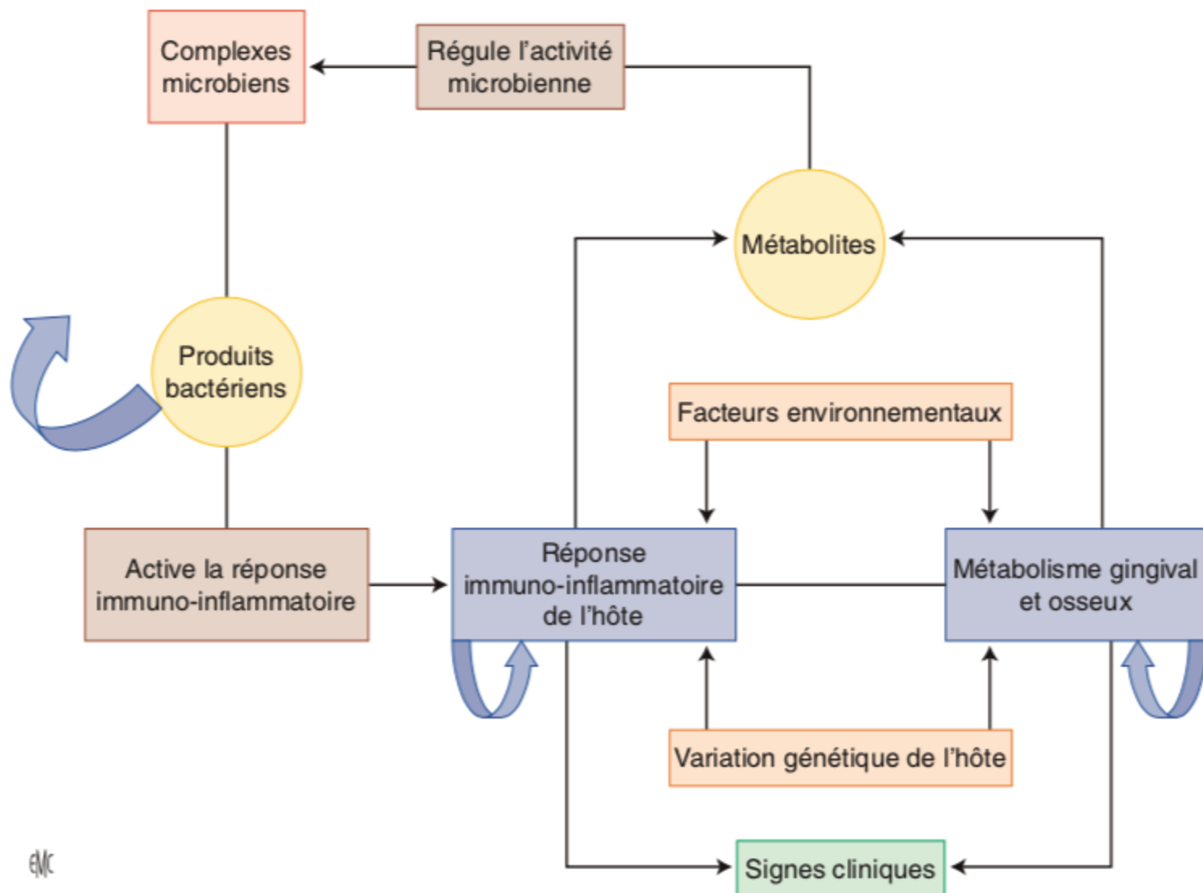 Complexes
microbiens
Régule l'activité
microbienne
Métabolites
Produits
bactériens
Facteurs environnementaux
Active la réponse
immuno-inflammatoire
Réponse
immuno-inflammatoire
de l'hôte
Métabolisme gingival
et osseux
Variation génétique de l'hôte
Signes cliniques
EMC